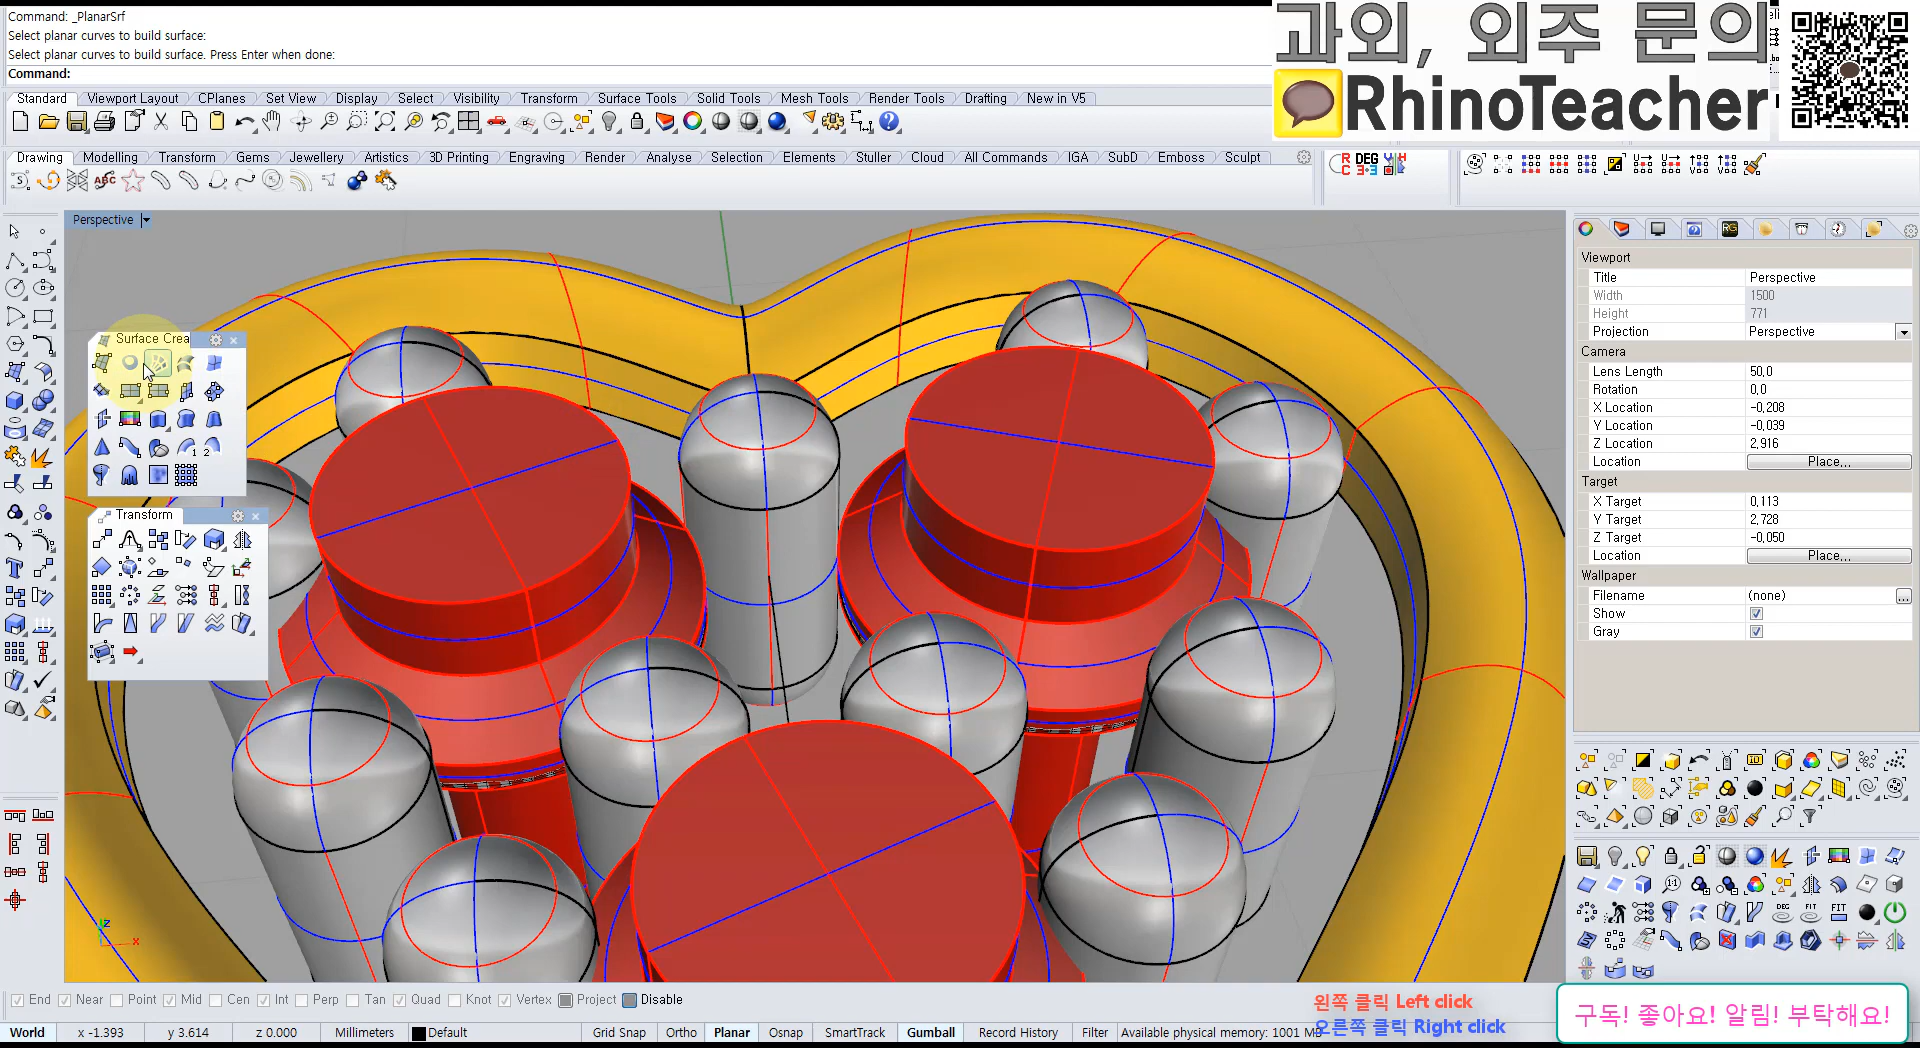 Command: _PlanarSrf
Select planar curves to build surface:
Select planar curves to build surface. Press Enter when done:
Command:
과외, 외주 문의
RhinoTeacher
Standard Viewport Layout CPlanes Set View Display Select Visibility Transform Surface Tools Solid Tools Mesh Tools Render Tools Drafting New in V5
Drawing Modelling Transform Gems Jewellery Artistics 3D Printing Engraving Render Analyse Selection Elements Stuller Cloud All Commands IGA SubD Emboss Sculpt
Perspective
Surface Crea
Transform
Viewport
Title Perspective
Width 1500
Height 771
Projection Perspective
Camera
Lens Length 50,0
Rotation 0,0
X Location -0,208
Y Location -0,039
Z Location 2,916
Location Place...
Target
X Target 0,113
Y Target 2,728
Z Target -0,050
Location Place...
Wallpaper
Filename (none)
Show
Gray
End Near Point Mid Cen Int Perp Tan Quad Knot Vertex Project Disable
왼쪽 클릭 Left click
오른쪽 클릭 Right click
구독! 좋아요! 알림! 부탁해요!
World x -1.393 y 3.614 z 0.000 Millimeters Default Grid Snap Ortho Planar Osnap SmartTrack Gumball Record History Filter Available physical memory: 1001 MB